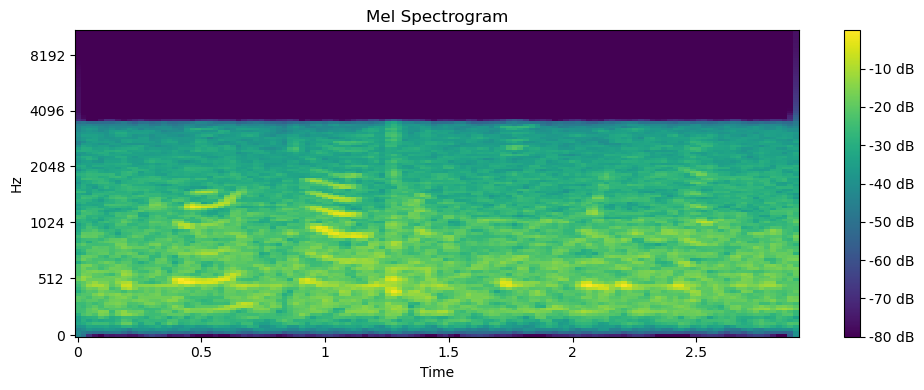 Mel Spectrogram
8192
4096
2048
1024
512
0
Hz
0
0.5
1
1.5
2
2.5
Time
-10 dB
-20 dB
-30 dB
-40 dB
-50 dB
-60 dB
-70 dB
-80 dB